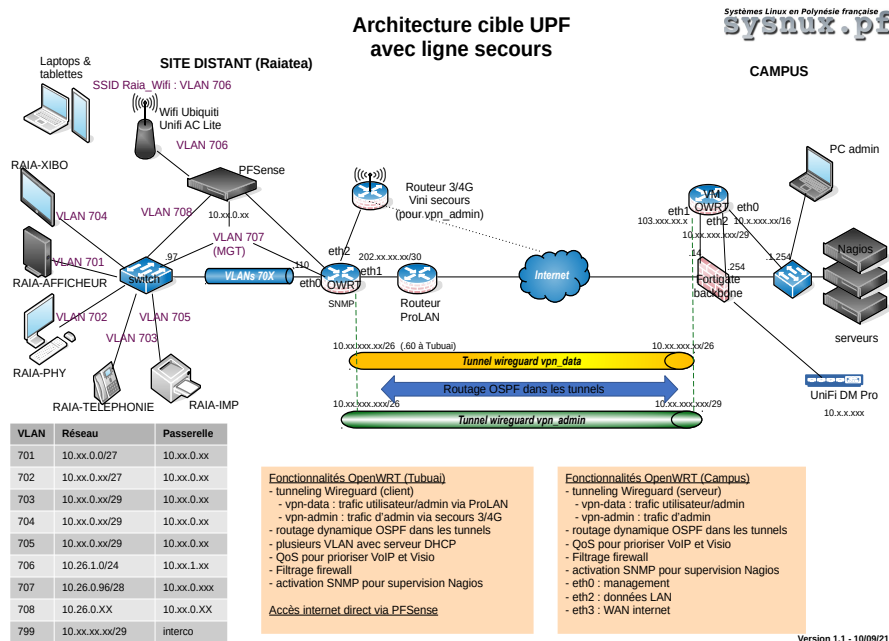 Architecture cible UPF
avec ligne secours
Systèmes Linux en Polynésie française
sysnux.pf
Laptops &
tablettes
SITE DISTANT (Raiatea)
CAMPUS
SSID Raia_Wifi : VLAN 706
Wifi Ubiquiti
Unifi AC Lite
VLAN 706
PC admin
RAIA-XIBO
PFSense
Routeur 3/4G
Vini secours
(pour vpn_admin)
VM
OWRT
eth1
eth0
eth2
103.xxx.xx.x
10.x.xxx.xx/16
10.xx.xxx.xx/29
VLAN 704
VLAN 708
10.xx.0.xx
VLAN 707
(MGT)
.97
.110
eth2
202.xx.xx.xx/30
eth1
eth0
OWRT
SNMP
.14
.254
1.254
Nagios
VLAN 701
switch
VLANs 70X
Internet
Fortigate
backbone
RAIA-AFFICHEUR
Routeur
ProLAN
serveurs
VLAN 702
VLAN 705
VLAN 703
10.xx.xxx.xx/26 (.60 à Tubuai)
10.xx.xxx.xx/26
Tunnel wireguard vpn_data
RAIA-PHY
Routage OSPF dans les tunnels
RAIA-TELEPHONIE
RAIA-IMP
10.xx.xxx.xxx/26
10.xx.xxx.xxx/29
Tunnel wireguard vpn_admin
UniFi DM Pro
10.x.x.xxx
VLAN Réseau Passerelle
701 10.xx.0.0/27 10.xx.0.xx
702 10.xx.0.xx/27 10.xx.0.xx
703 10.xx.0.xx/29 10.xx.0.xx
704 10.xx.0.xx/29 10.xx.0.xx
705 10.xx.0.xx/29 10.xx.0.xx
706 10.26.1.0/24 10.xx.1.xx
707 10.26.0.96/28 10.xx.0.xxx
708 10.26.0.XX 10.xx.0.XX
799 10.xx.xx.xx/29 interco
Fonctionnalités OpenWRT (Tubuai)
- tunneling Wireguard (client)
- vpn-data : trafic utilisateur/admin via ProLAN
- vpn-admin : trafic d'admin via secours 3/4G
- routage dynamique OSPF dans les tunnels
- plusieurs VLAN avec serveur DHCP
- QoS pour prioriser VoIP et Visio
- Filtrage firewall
- activation SNMP pour supervision Nagios
Accès internet direct via PFSense
Fonctionnalités OpenWRT (Campus)
- tunneling Wireguard (serveur)
- vpn-data : trafic utilisateur/admin
- vpn-admin : trafic d'admin
- routage dynamique OSPF dans les tunnels
- QoS pour prioriser VoIP et Visio
- Filtrage firewall
- activation SNMP pour supervision Nagios
- eth0 : management
- eth2 : données LAN
- eth3 : WAN internet
Version 1.1 - 10/09/21